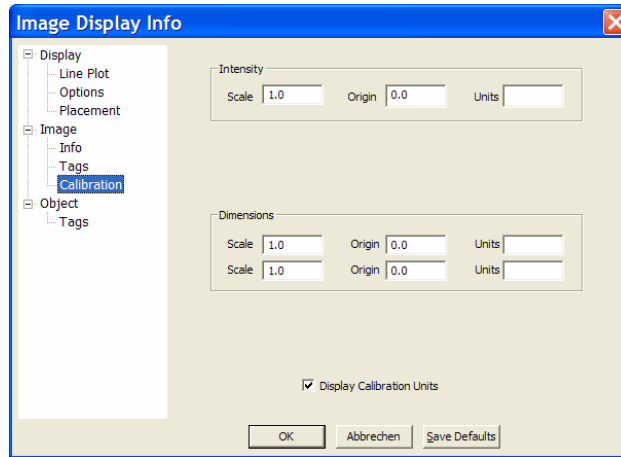 Image Display Info
Display
Line Plot
Options
Placement
Image
Info
Tags
Calibration
Object
Tags
Intensity
Scale 1.0 Origin 0.0 Units
Dimensions
Scale 1.0 Origin 0.0 Units
Scale 1.0 Origin 0.0 Units
Display Calibration Units
OK Abbrechen Save Defaults